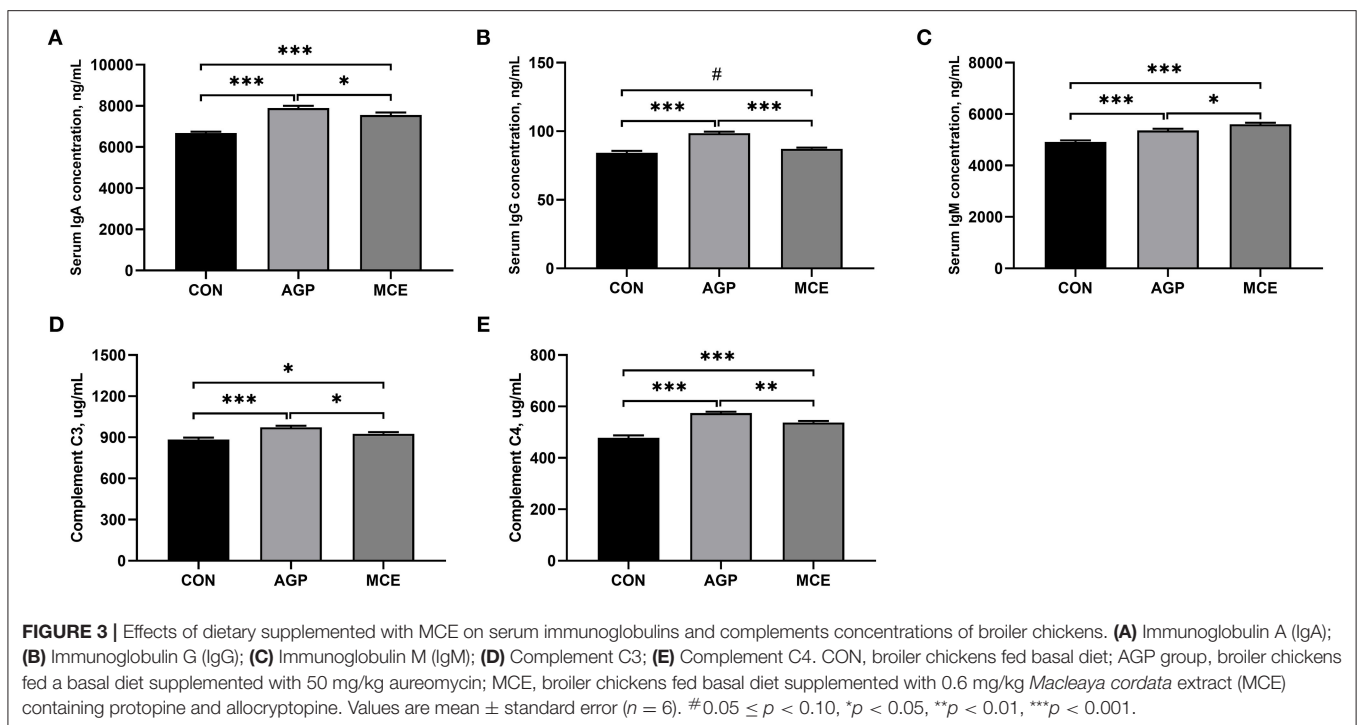 A
Serum IgA concentration, ng/mL
10000
8000
6000
4000
2000
0
***
***
*
CON AGP MCE
B
Serum IgG concentration, ng/mL
150
100
50
0
#
***
***
CON AGP MCE
C
Serum IgM concentration, ng/mL
8000
6000
4000
2000
0
***
***
*
CON AGP MCE
D
Complement C3, ug/mL
1500
1200
900
600
300
0
*
***
*
CON AGP MCE
E
Complement C4, ug/mL
800
600
400
200
0
***
***
**
CON AGP MCE
FIGURE 3 | Effects of dietary supplemented with MCE on serum immunoglobulins and complements concentrations of broiler chickens. (A) Immunoglobulin A (IgA);
(B) Immunoglobulin G (IgG); (C) Immunoglobulin M (IgM); (D) Complement C3; (E) Complement C4. CON, broiler chickens fed basal diet; AGP group, broiler chickens
fed a basal diet supplemented with 50 mg/kg aureomycin; MCE, broiler chickens fed basal diet supplemented with 0.6 mg/kg Macleaya cordata extract (MCE)
containing protopine and allocryptopine. Values are mean ± standard error (n = 6). #0.05 ≤ p < 0.10, *p < 0.05, **p < 0.01, ***p < 0.001.